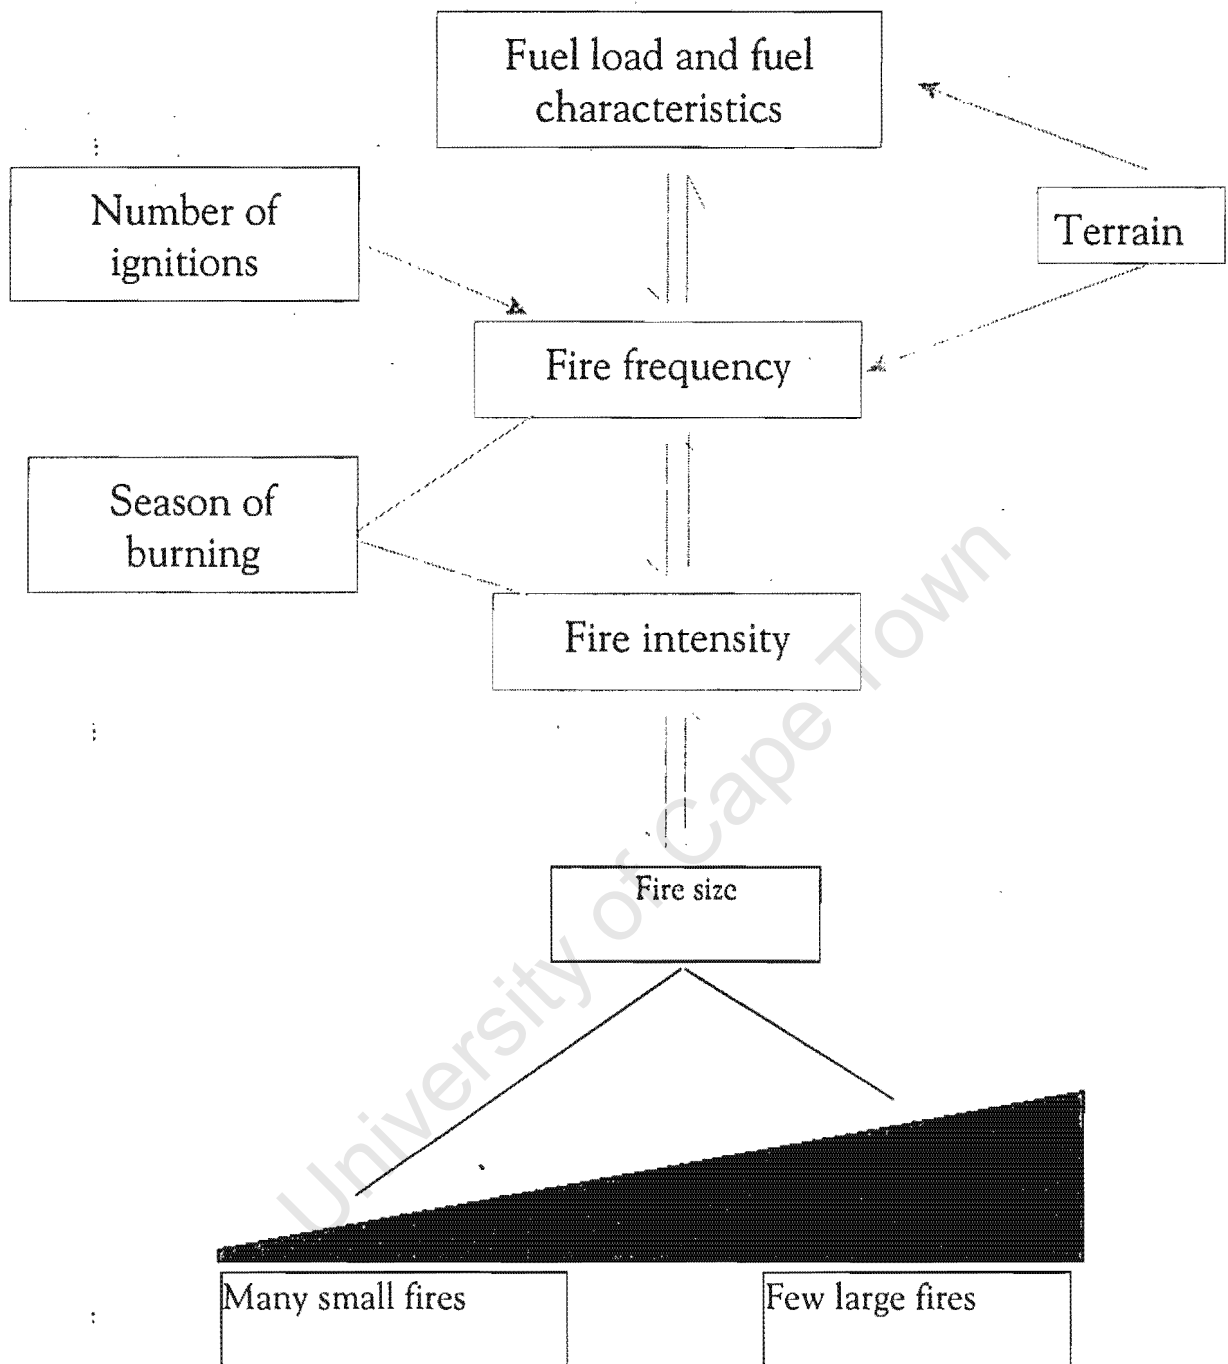 Fuel load and fuel
characteristics
Number of
ignitions
Terrain
Fire frequency
Season of
burning
Fire intensity
Fire size
Many small fires
Few large fires
University of Cape Town